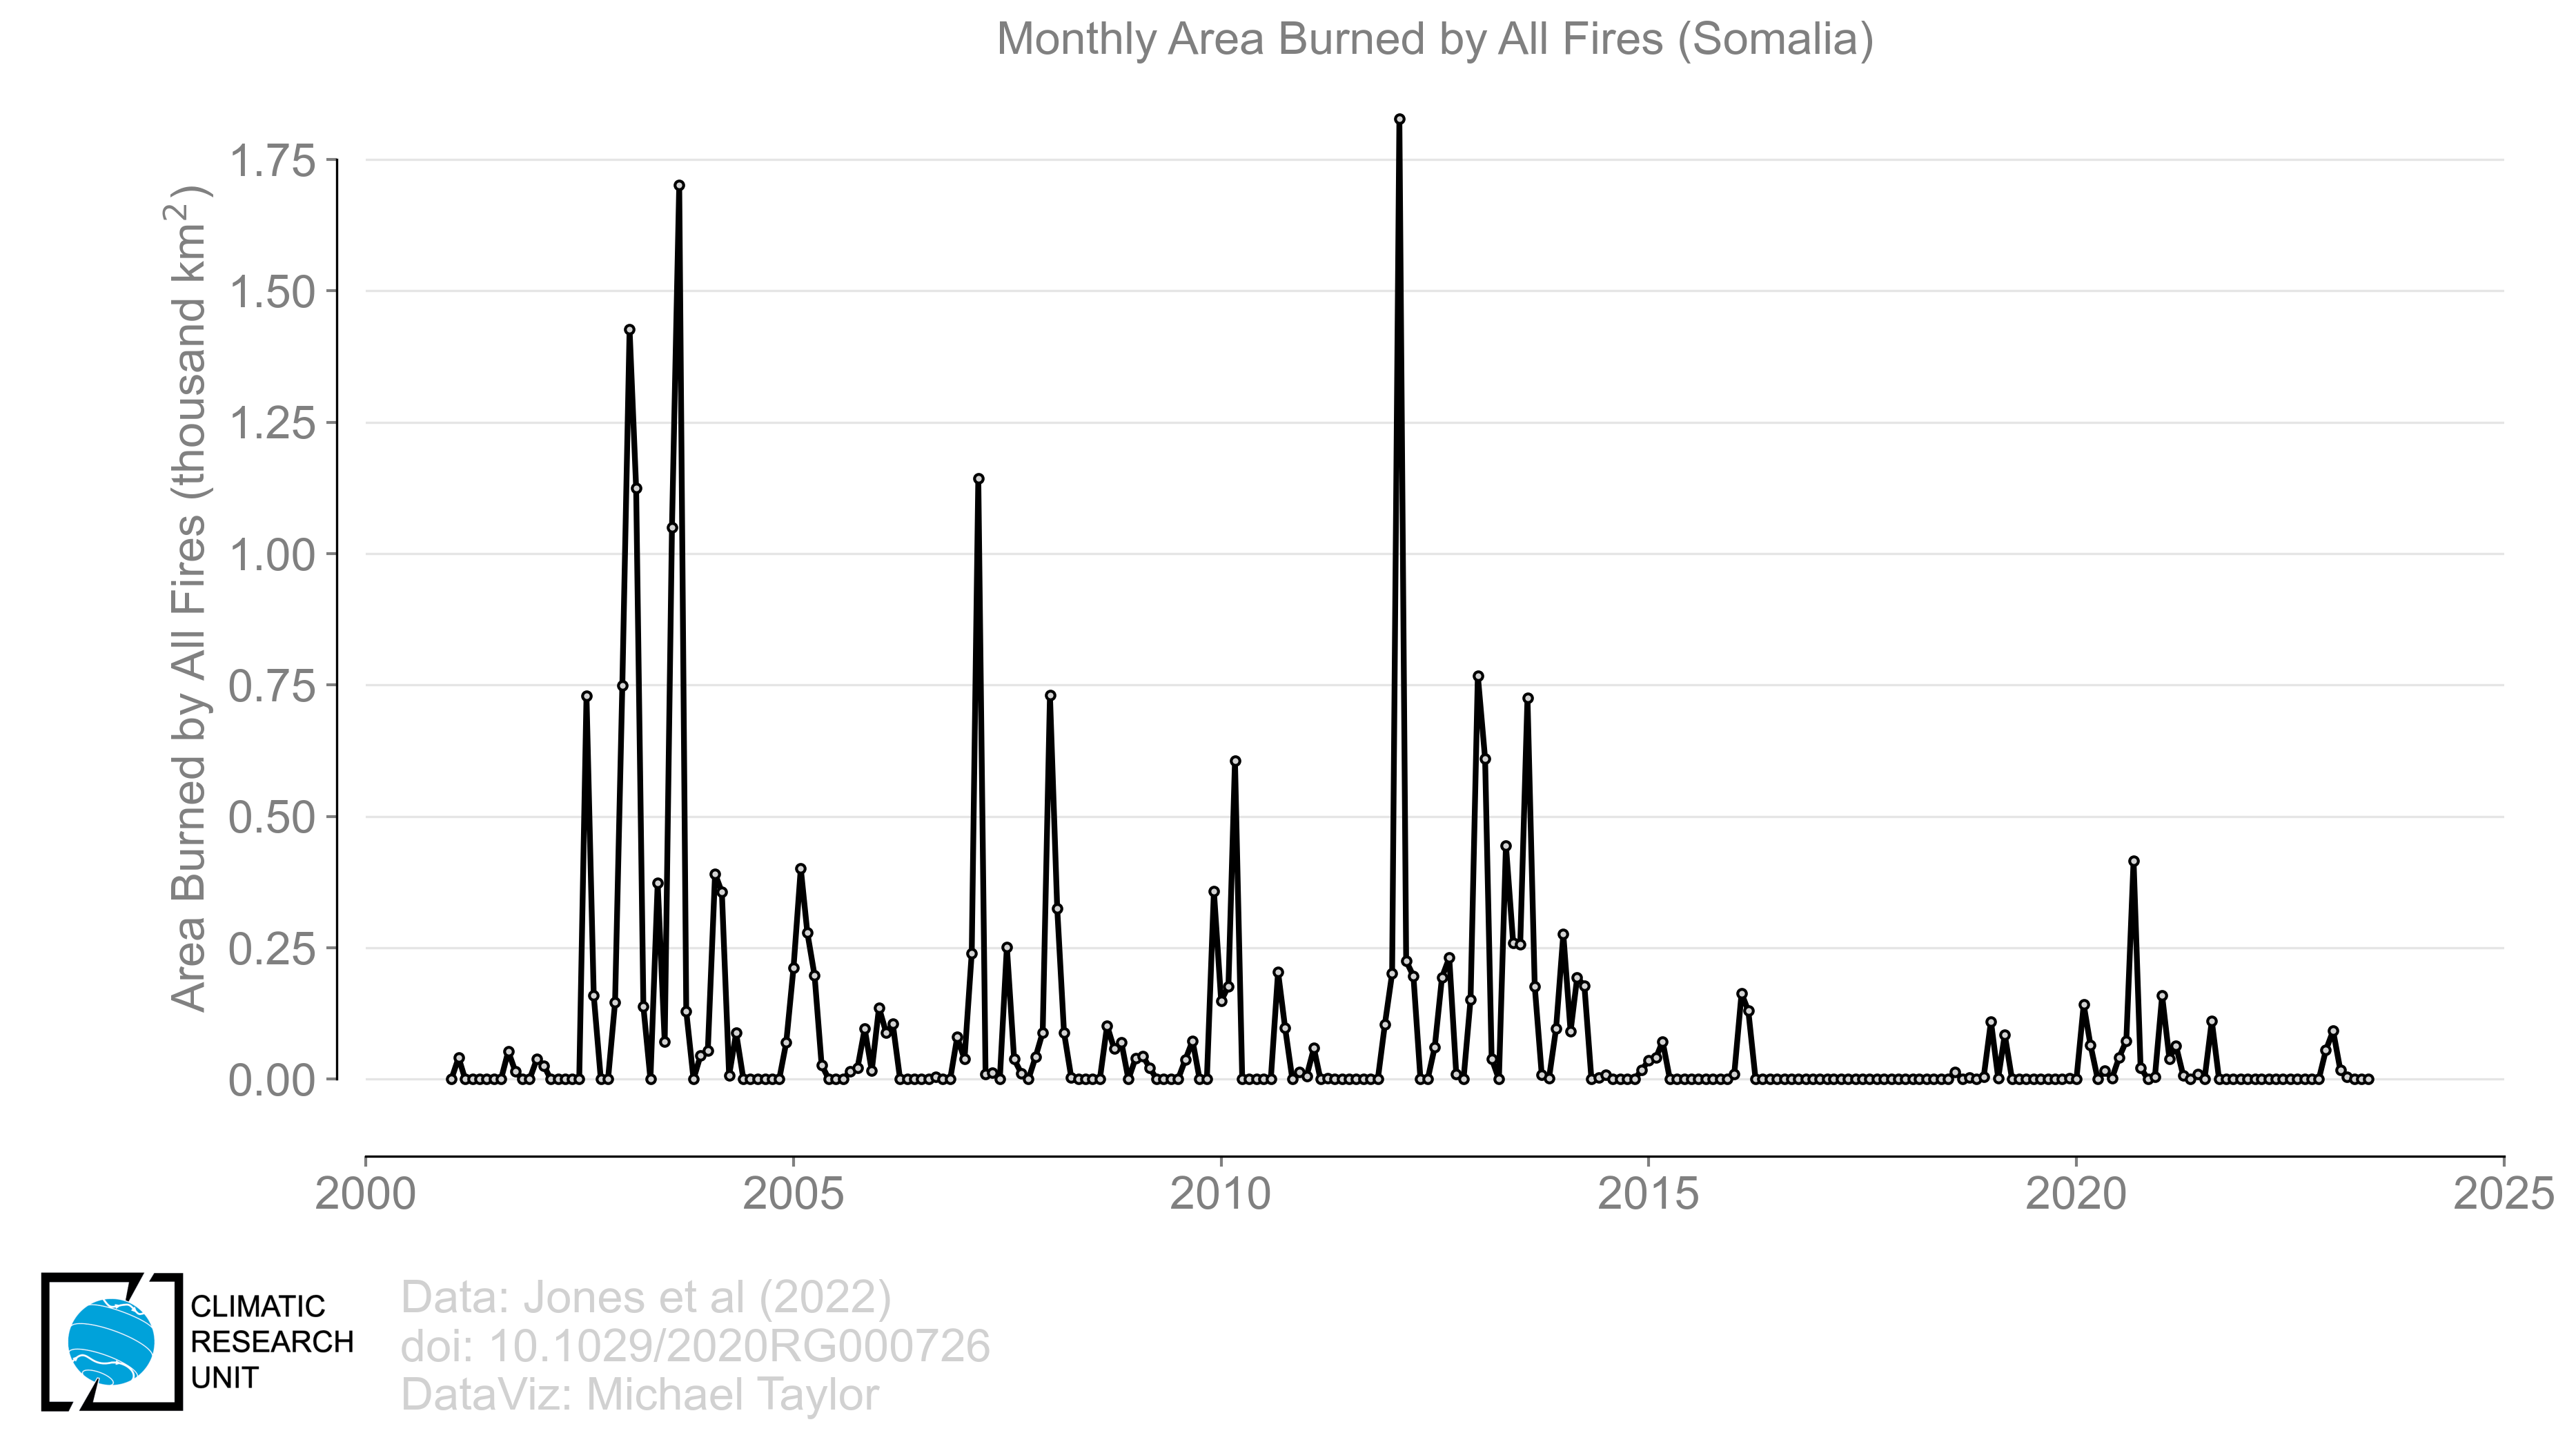 Monthly Area Burned by All Fires (Somalia)
Area Burned by All Fires (thousand km²)
1.75
1.50
1.25
1.00
0.75
0.50
0.25
0.00
2000 2005 2010 2015 2020 2025
CLIMATIC
RESEARCH
UNIT
Data: Jones et al (2022)
doi: 10.1029/2020RG000726
DataViz: Michael Taylor